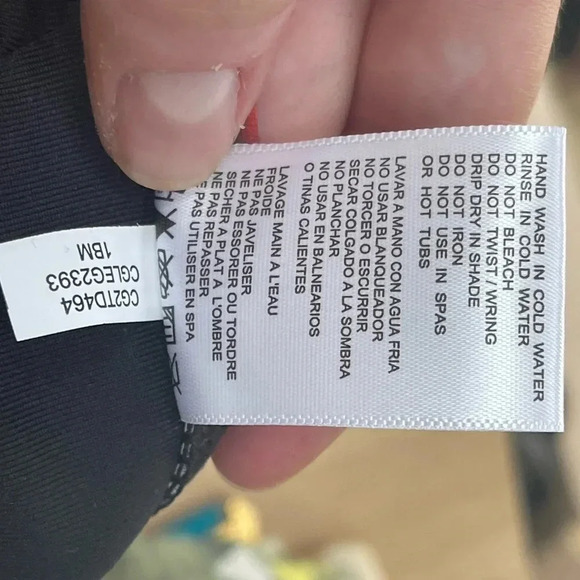 HAND WASH IN COLD WATER
RINSE IN COLD WATER
DO NOT BLEACH
DO NOT TWIST/WRING
DRIP DRY IN SHADE
DO NOT IRON
DO NOT USE IN SPAS
OR HOT TUBS
LAVAR A MANO CON AGUA FRIA
NO USAR BLANQUEADOR
NO TORCER O ESCURRIR
SECAR COLGADO A LA SOMBRA
NO PLANCHAR
NO USAR EN BALNEARIOS
O TINAS CALIENTES
LAVAGE MAIN A L'EAU
FROIDE
NE PAS JAVELISER
NE PAS ESSORER OU TORDRE
SECHER A PLAT A L'OMBRE
NE PAS REPASSER
NE PAS UTILISER EN SPA
CG2TD464
CGLEG2393
18M